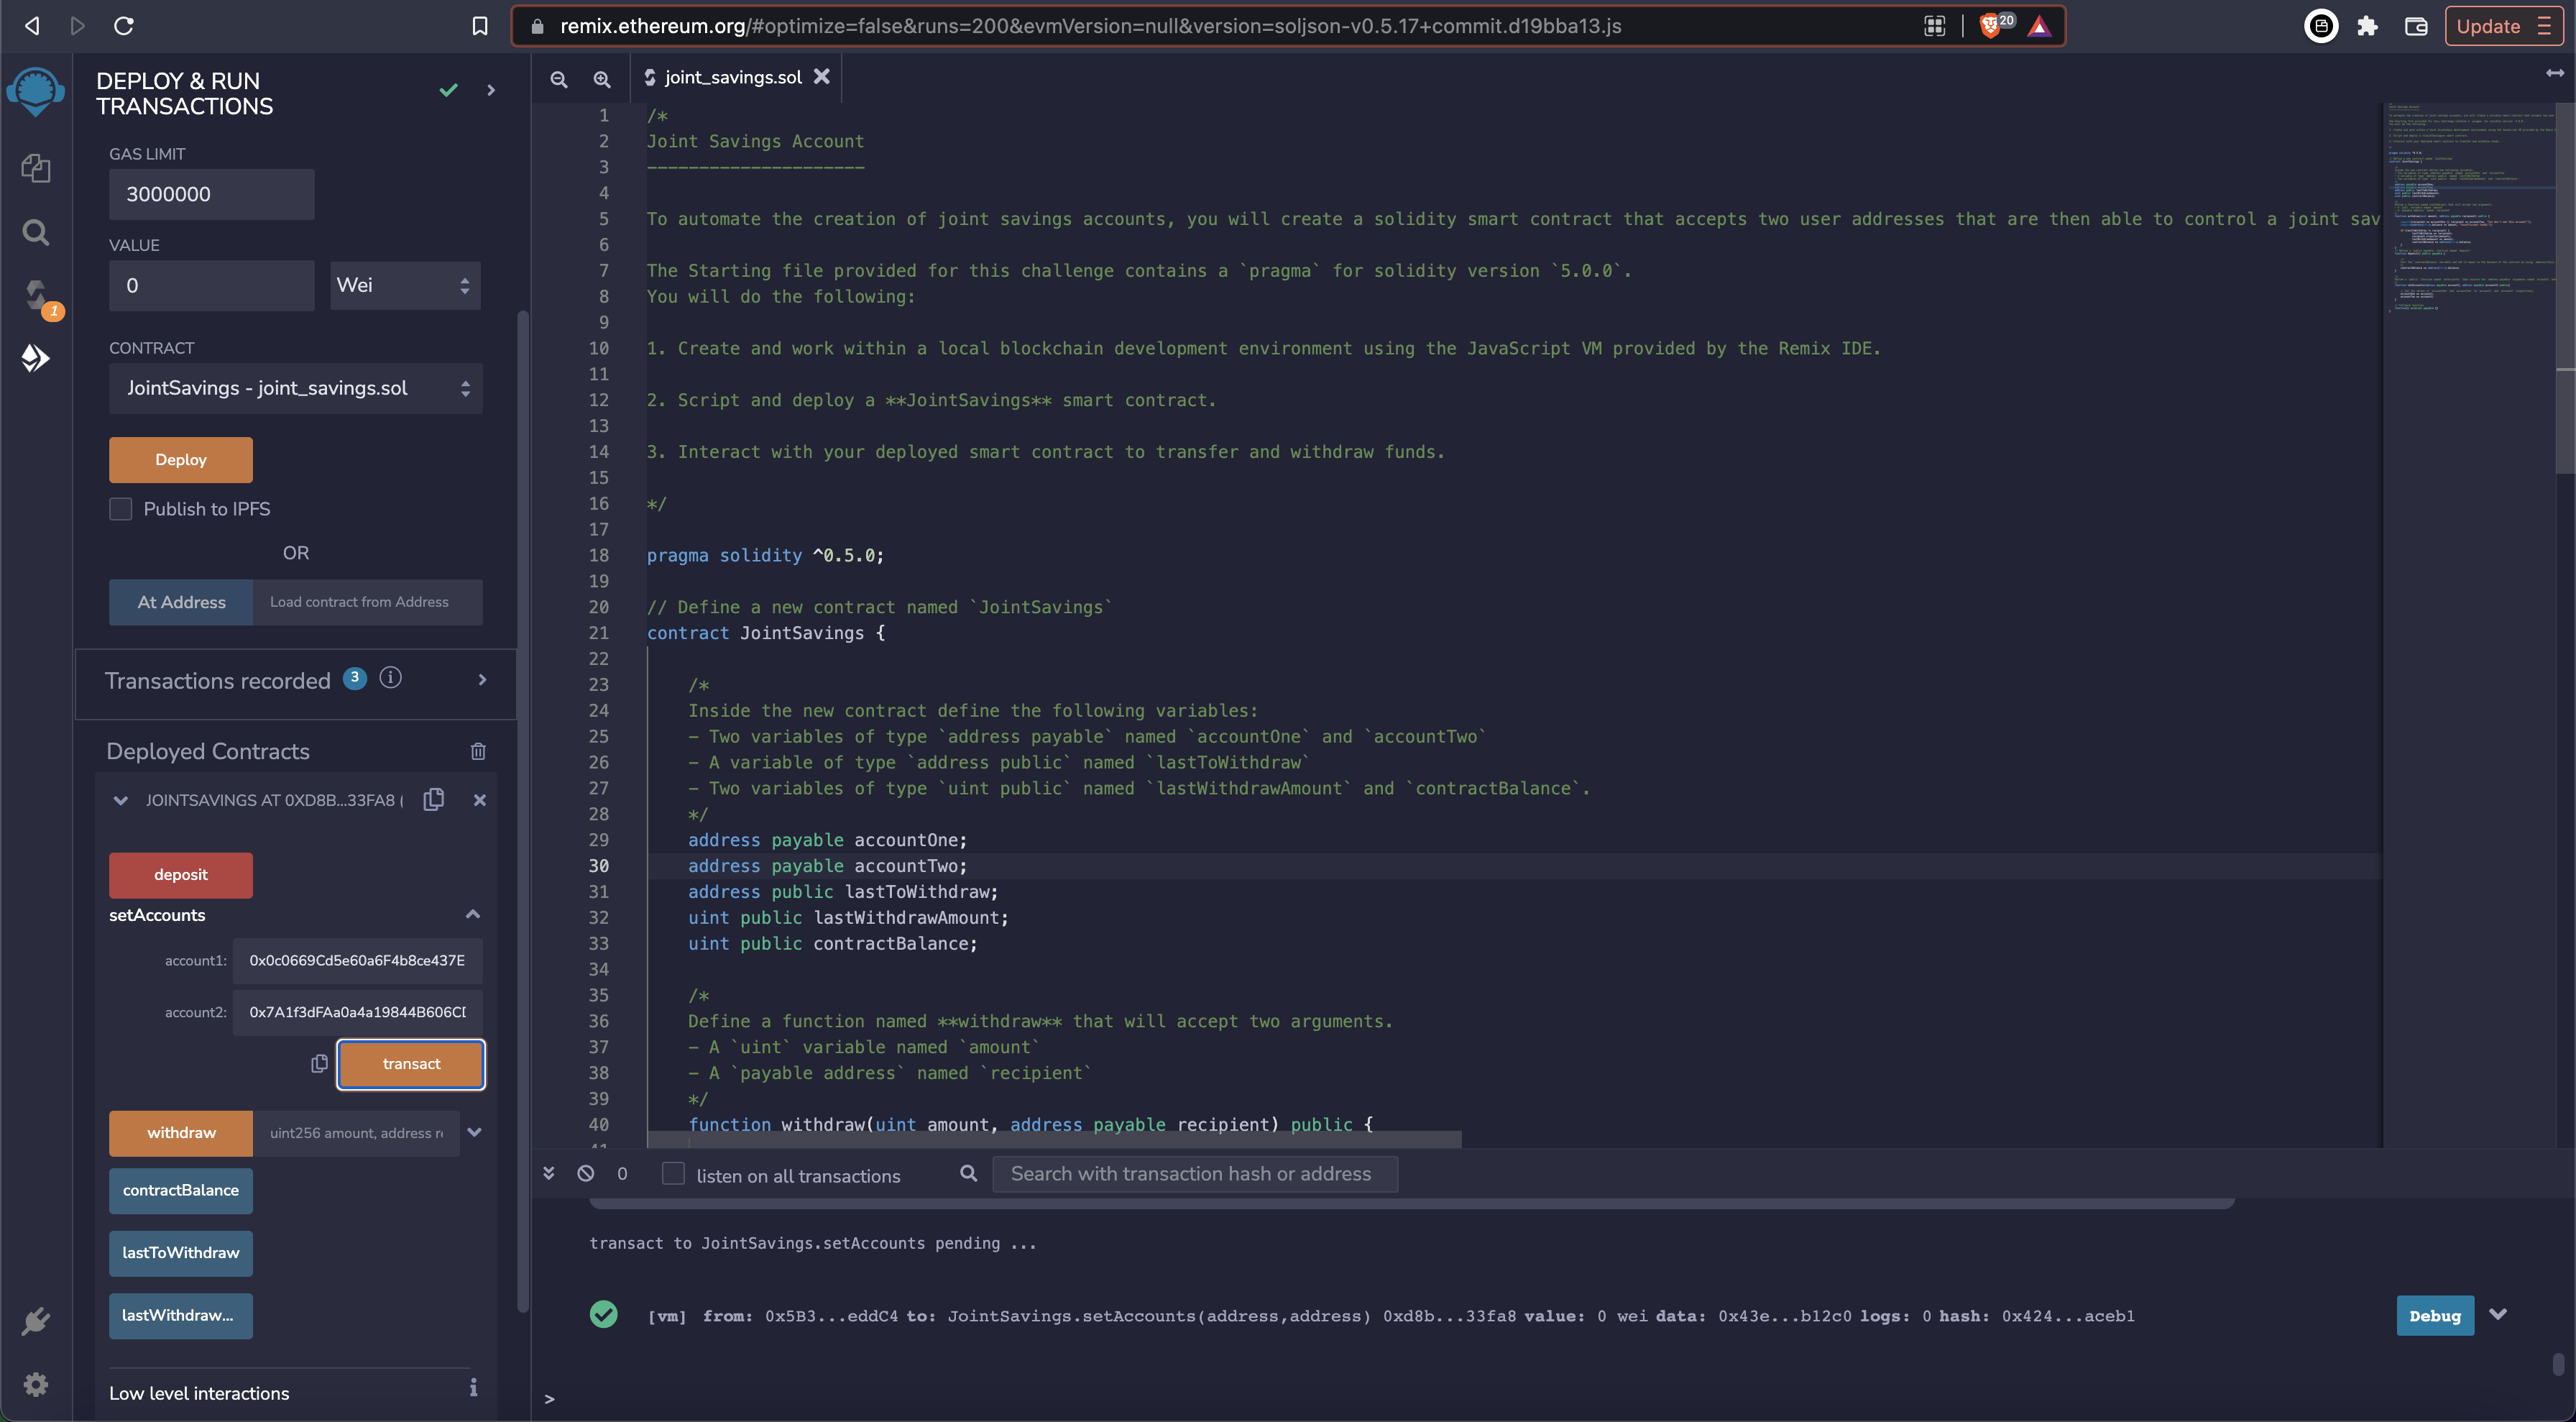 remix.ethereum.org/#optimize=false&runs=200&evmVersion=null&version=soljson-v0.5.17+commit.d19bba13.js
20
Update
DEPLOY & RUN
TRANSACTIONS
GAS LIMIT
3000000
VALUE
0
Wei
CONTRACT
JointSavings - joint_savings.sol
Deploy
Publish to IPFS
OR
At Address
Load contract from Address
Transactions recorded 3 i
Deployed Contracts
JOINTSAVINGS AT 0XD8B...33FA8 (
deposit
setAccounts
account1: 0x0c0669Cd5e60a6F4b8ce437E
account2: 0x7A1f3dFAa0a4a19844B606CD
transact
withdraw
uint256 amount, address re
contractBalance
lastToWithdraw
lastWithdraw...
Low level interactions
i
1
joint_savings.sol
1 /*
2 Joint Savings Account
3 ---------------------
4
5 To automate the creation of joint savings accounts, you will create a solidity smart contract that accepts two user addresses that are then able to control a joint sav
6
7 The Starting file provided for this challenge contains a `pragma` for solidity version `5.0.0`.
8 You will do the following:
9
10 1. Create and work within a local blockchain development environment using the JavaScript VM provided by the Remix IDE.
11
12 2. Script and deploy a **JointSavings** smart contract.
13
14 3. Interact with your deployed smart contract to transfer and withdraw funds.
15
16 */
17
18 pragma solidity ^0.5.0;
19
20 // Define a new contract named `JointSavings`
21 contract JointSavings {
22
23 /*
24 Inside the new contract define the following variables:
25 - Two variables of type `address payable` named `accountOne` and `accountTwo`
26 - A variable of type `address public` named `lastToWithdraw`
27 - Two variables of type `uint public` named `lastWithdrawAmount` and `contractBalance`.
28 */
29 address payable accountOne;
30 address payable accountTwo;
31 address public lastToWithdraw;
32 uint public lastWithdrawAmount;
33 uint public contractBalance;
34
35 /*
36 Define a function named **withdraw** that will accept two arguments.
37 - A `uint` variable named `amount`
38 - A `payable address` named `recipient`
39 */
40 function withdraw(uint amount, address payable recipient) public {
41
0
listen on all transactions
Search with transaction hash or address
transact to JointSavings.setAccounts pending ...
[vm] from: 0x5B3...eddC4 to: JointSavings.setAccounts(address,address) 0xd8b...33fa8 value: 0 wei data: 0x43e...b12c0 logs: 0 hash: 0x424...aceb1
Debug
>